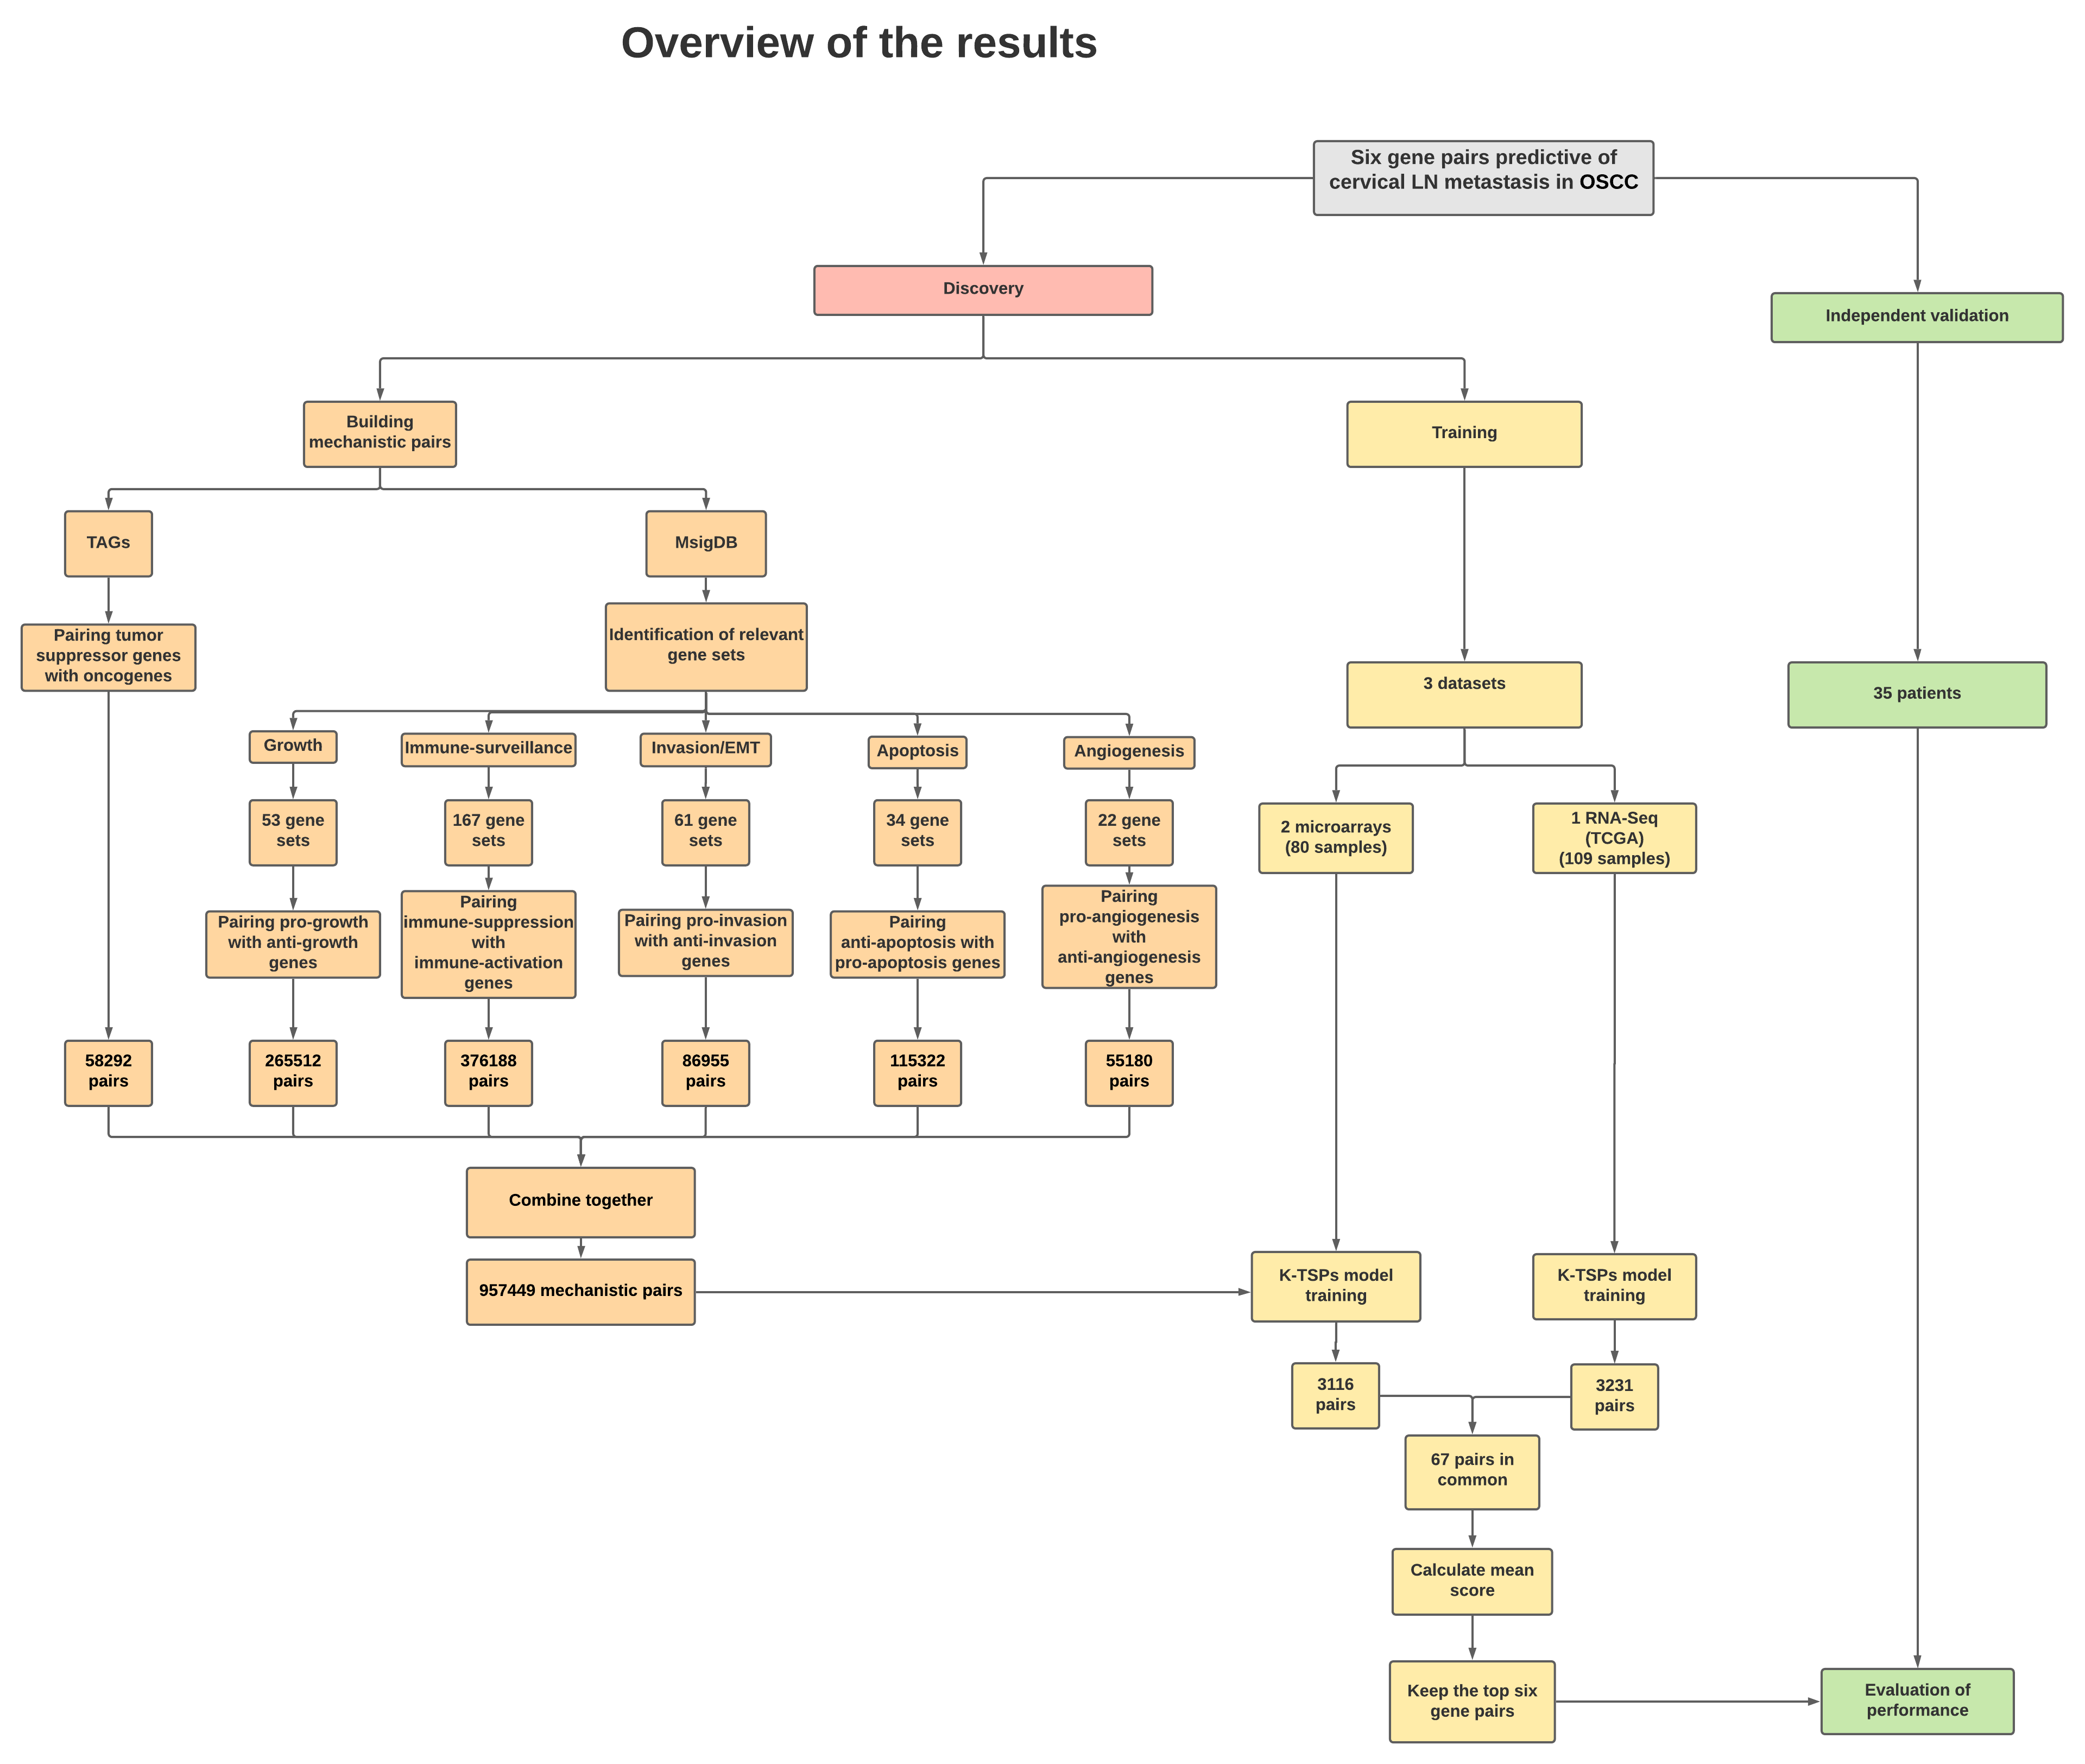 Overview of the results
Six gene pairs predictive of
cervical LN metastasis in OSCC
Discovery
Independent validation
Building
mechanistic pairs
Training
TAGs
MsigDB
Pairing tumor
suppressor genes
with oncogenes
Identification of relevant
gene sets
3 datasets
35 patients
Growth
Immune-surveillance
Invasion/EMT
Apoptosis
Angiogenesis
53 gene
sets
167 gene
sets
61 gene
sets
34 gene
sets
22 gene
sets
2 microarrays
(80 samples)
1 RNA-Seq
(TCGA)
(109 samples)
Pairing pro-growth
with anti-growth
genes
Pairing
immune-suppression
with
immune-activation
genes
Pairing pro-invasion
with anti-invasion
genes
Pairing
anti-apoptosis with
pro-apoptosis genes
Pairing
pro-angiogenesis
with
anti-angiogenesis
genes
58292
pairs
265512
pairs
376188
pairs
86955
pairs
115322
pairs
55180
pairs
Combine together
957449 mechanistic pairs
K-TSPs model
training
K-TSPs model
training
3116
pairs
3231
pairs
67 pairs in
common
Calculate mean
score
Keep the top six
gene pairs
Evaluation of
performance